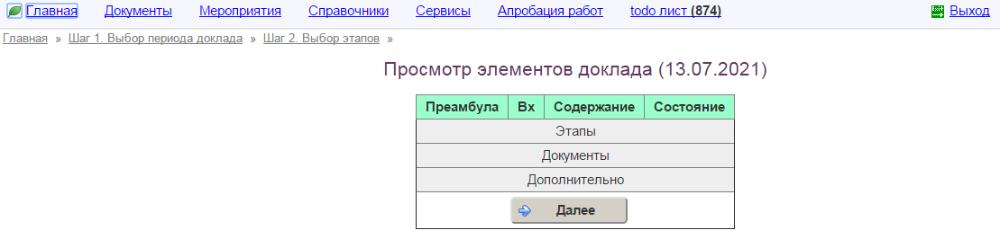 Главная Документы Мероприятия Справочники Сервисы Апробация работ todo лист (874) Exit Выход
Главная » Шаг 1. Выбор периода доклада » Шаг 2. Выбор этапов »
Просмотр элементов доклада (13.07.2021)
Преамбула Вх Содержание Состояние
Этапы
Документы
Дополнительно
Далее